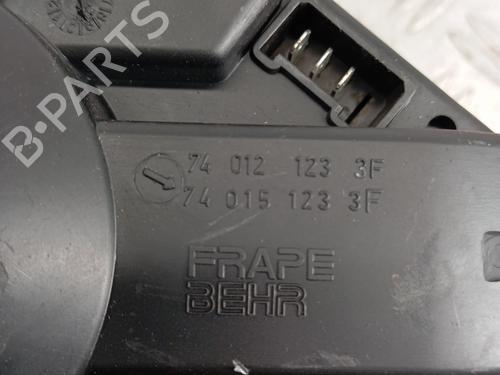 B-PARTS
74 012 123 3F
74 015 123 3F
FRAPE
BEHR